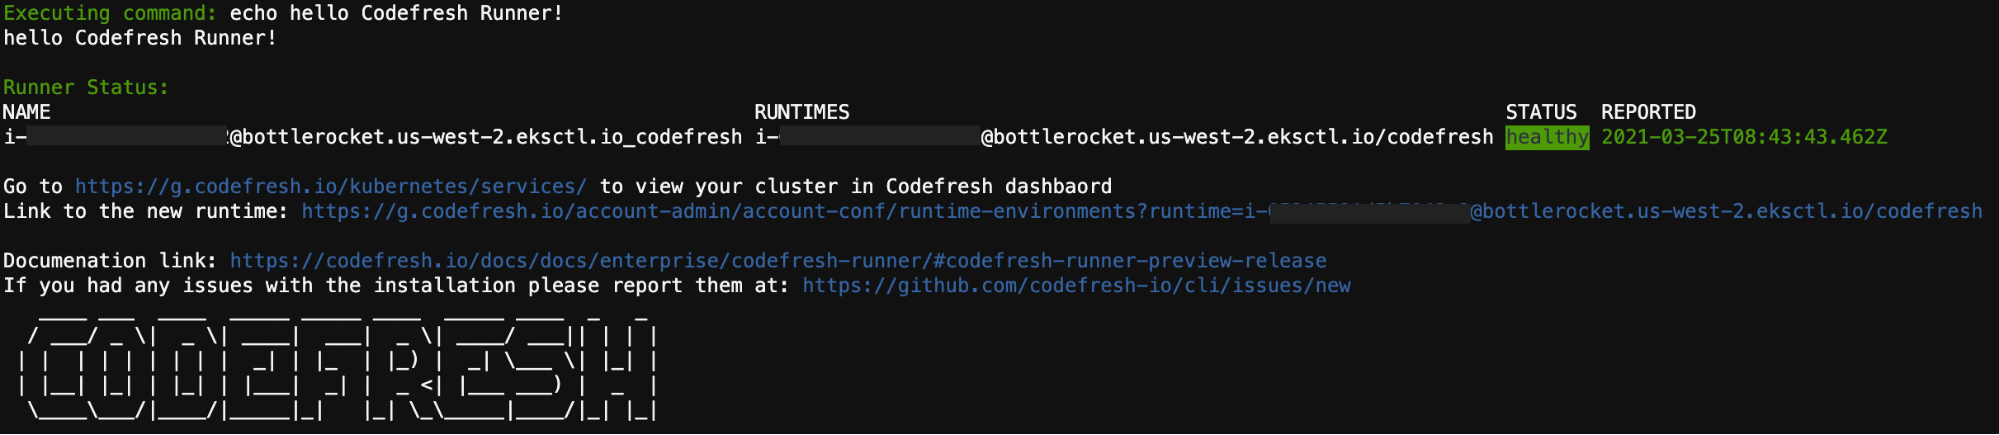 Executing command: echo hello Codefresh Runner!
hello Codefresh Runner!
Runner Status:
NAME RUNTIMES STATUS REPORTED
i- @bottlerocket.us-west-2.eksctl.io_codefresh i- @bottlerocket.us-west-2.eksctl.io/codefresh healthy 2021-03-25T08:43:43.462Z
Go to https://g.codefresh.io/kubernetes/services/ to view your cluster in Codefresh dashbaord
Link to the new runtime: https://g.codefresh.io/account-admin/account-conf/runtime-environments?runtime=i- @bottlerocket.us-west-2.eksctl.io/codefresh
Documenation link: https://codefresh.io/docs/docs/enterprise/codefresh-runner/#codefresh-runner-preview-release
If you had any issues with the installation please report them at: https://github.com/codefresh-io/cli/issues/new
CODEFRESH